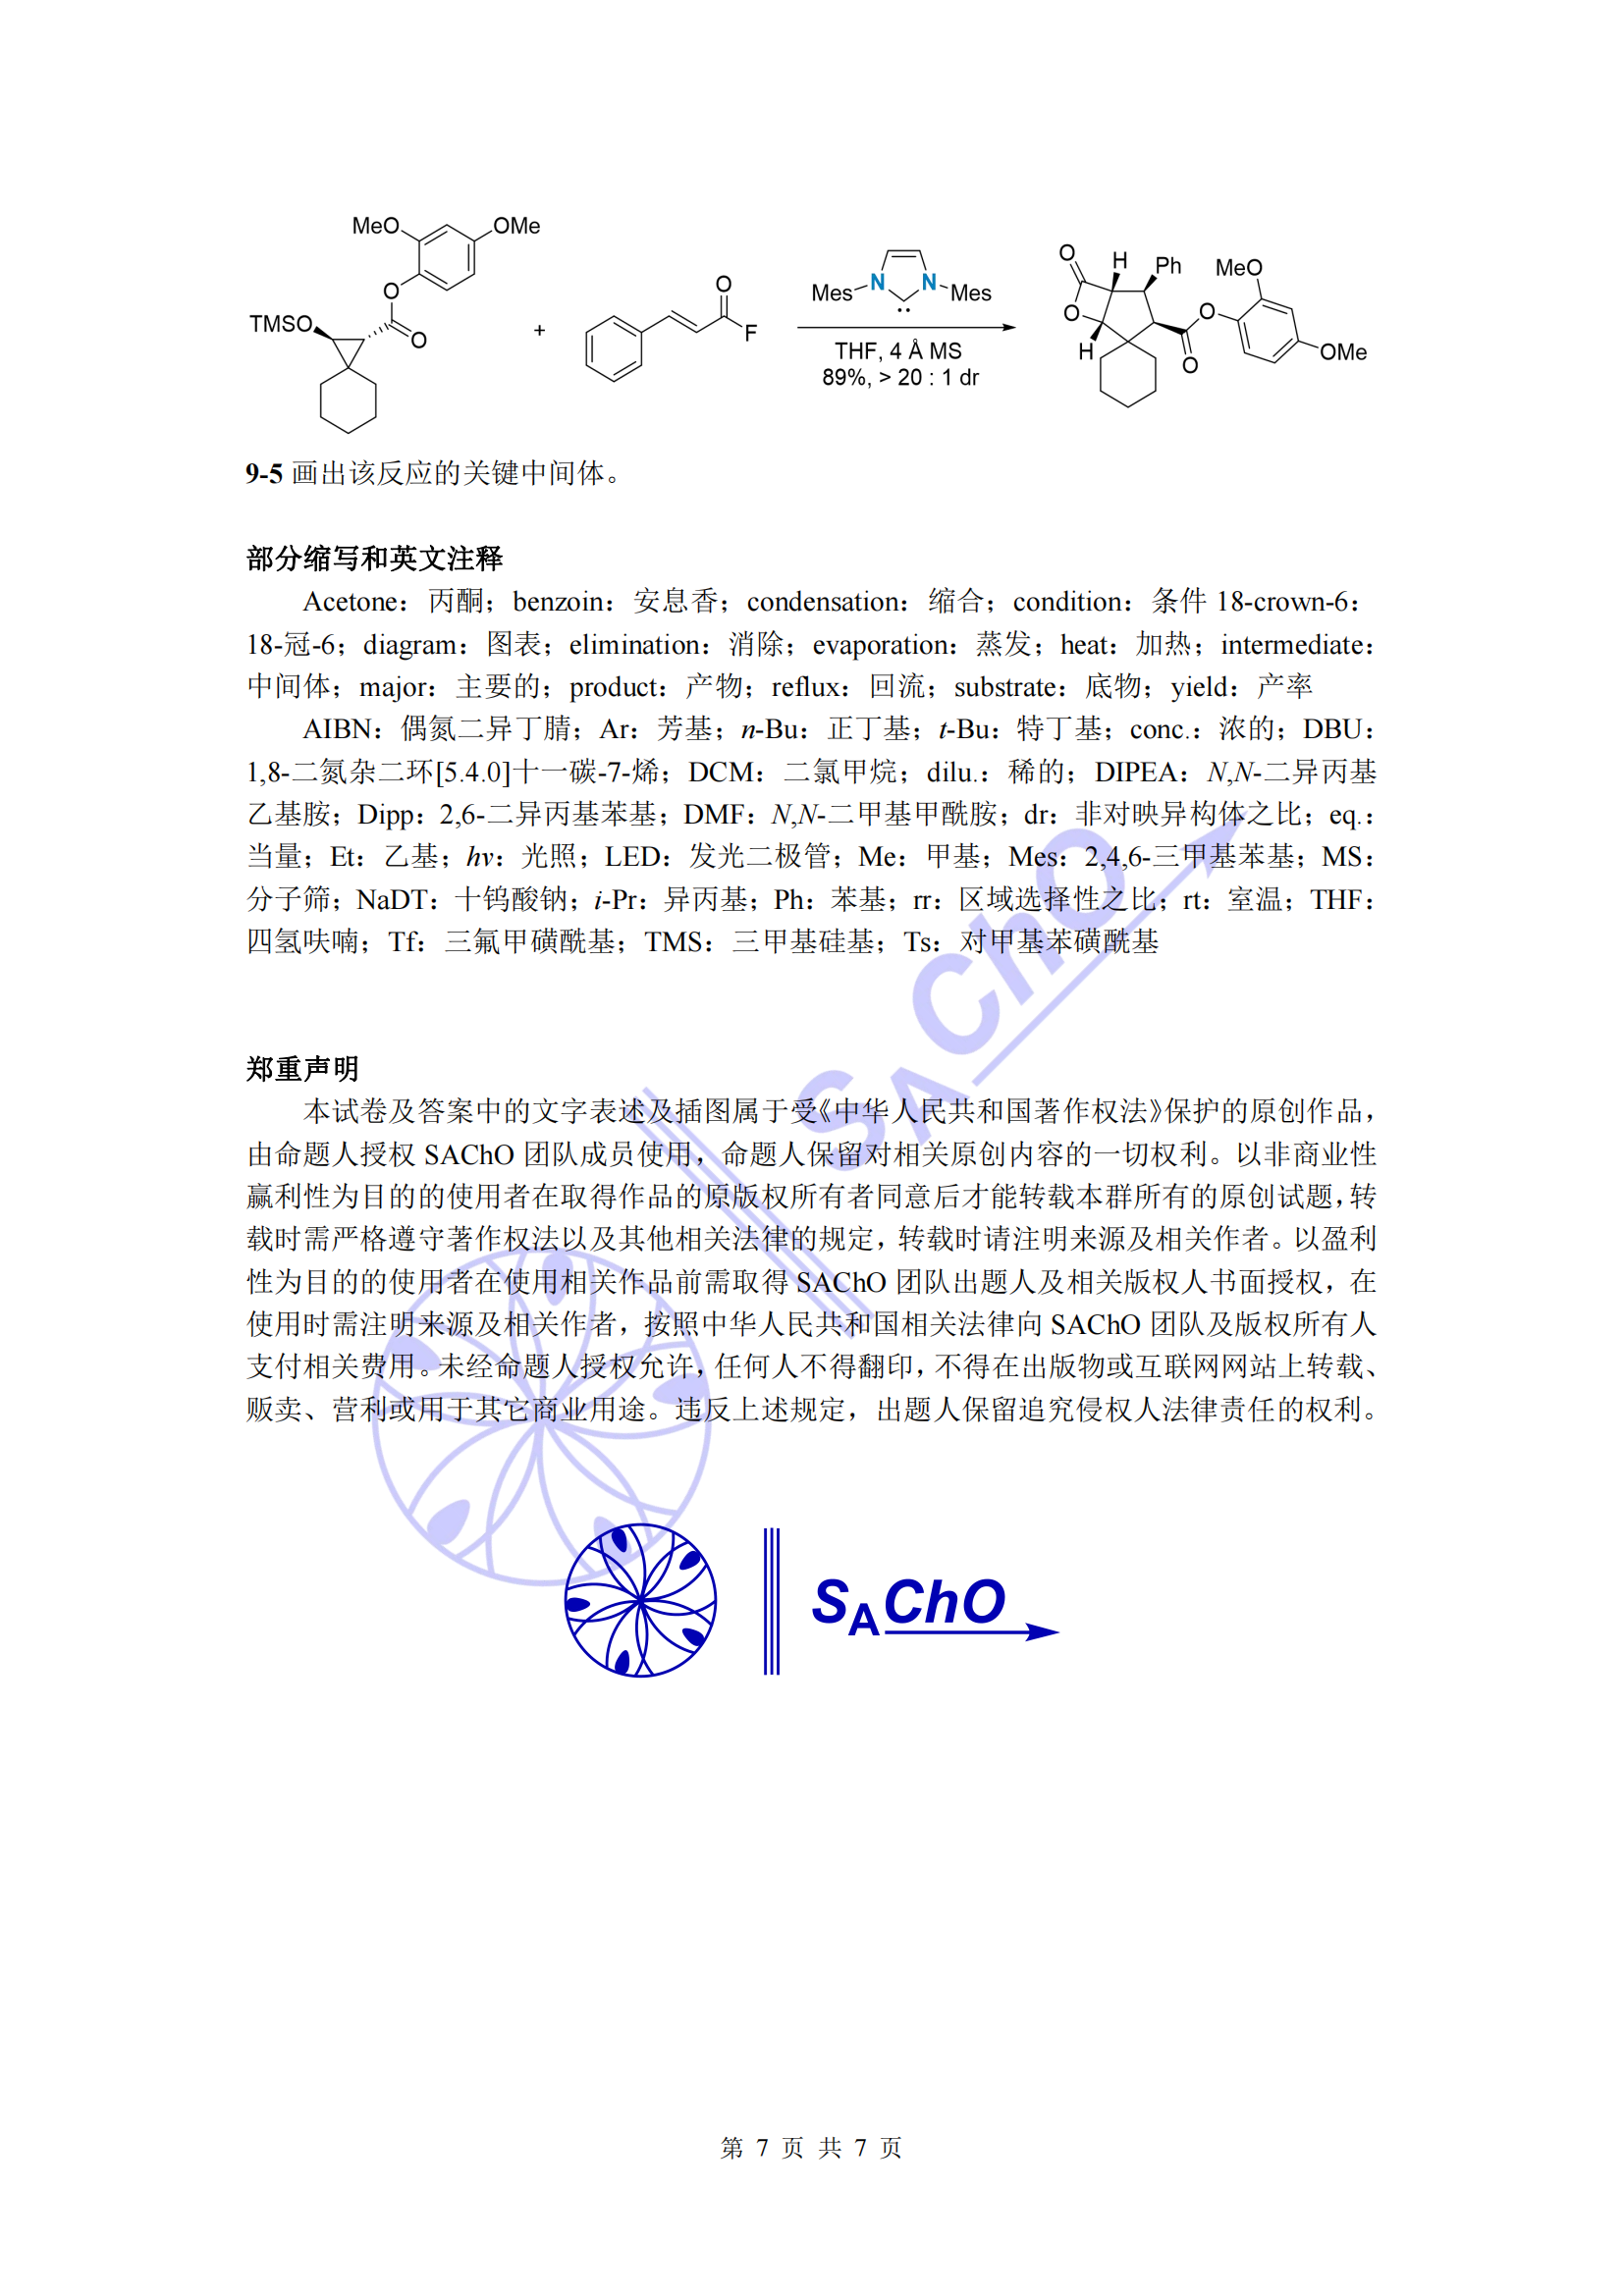 MeO OMe
O
TMSO O
+
O
F
Mes N N Mes
THF, 4 Å MS
89%, > 20 : 1 dr
O H Ph MeO
O O
H O OMe
9-5 画出该反应的关键中间体。
部分缩写和英文注释
Acetone：丙酮；benzoin：安息香；condensation：缩合；condition：条件 18-crown-6：
18-冠-6；diagram：图表；elimination：消除；evaporation：蒸发；heat：加热；intermediate：
中间体；major：主要的；product：产物；reflux：回流；substrate：底物；yield：产率
AIBN：偶氮二异丁腈；Ar：芳基；n-Bu：正丁基；t-Bu：特丁基；conc.：浓的；DBU：
1,8-二氮杂二环[5.4.0]十一碳-7-烯；DCM：二氯甲烷；dilu.：稀的；DIPEA：N,N-二异丙基
乙基胺；Dipp：2,6-二异丙基苯基；DMF：N,N-二甲基甲酰胺；dr：非对映异构体之比；eq.：
当量；Et：乙基；hν：光照；LED：发光二极管；Me：甲基；Mes：2,4,6-三甲基苯基；MS：
分子筛；NaDT：十钨酸钠；i-Pr：异丙基；Ph：苯基；rr：区域选择性之比；rt：室温；THF：
四氢呋喃；Tf：三氟甲磺酰基；TMS：三甲基硅基；Ts：对甲基苯磺酰基
郑重声明
本试卷及答案中的文字表述及插图属于受《中华人民共和国著作权法》保护的原创作品，
由命题人授权 SAChO 团队成员使用，命题人保留对相关原创内容的一切权利。以非商业性
赢利性为目的的使用者在取得作品的原版权所有者同意后才能转载本群所有的原创试题，转
载时需严格遵守著作权法以及其他相关法律的规定，转载时请注明来源及相关作者。以盈利
性为目的的使用者在使用相关作品前需取得 SAChO 团队出题人及相关版权人书面授权，在
使用时需注明来源及相关作者，按照中华人民共和国相关法律向 SAChO 团队及版权所有人
支付相关费用。未经命题人授权允许，任何人不得翻印，不得在出版物或互联网网站上转载、
贩卖、营利或用于其它商业用途。违反上述规定，出题人保留追究侵权人法律责任的权利。
SAChO
SAChO
第 7 页 共 7 页